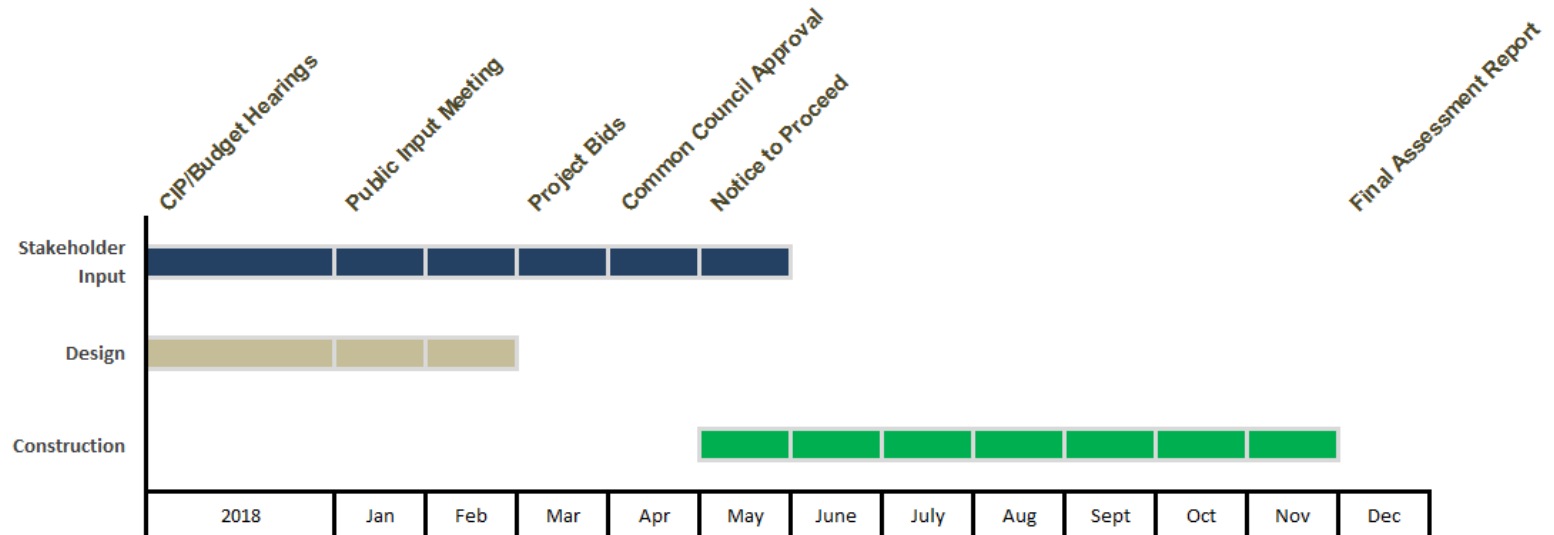 CIP/Budget Hearings
Public Input Meeting
Project Bids
Common Council Approval
Notice to Proceed
Final Assessment Report
Stakeholder
Input
Design
Construction
2018 Jan Feb Mar Apr May June July Aug Sept Oct Nov Dec